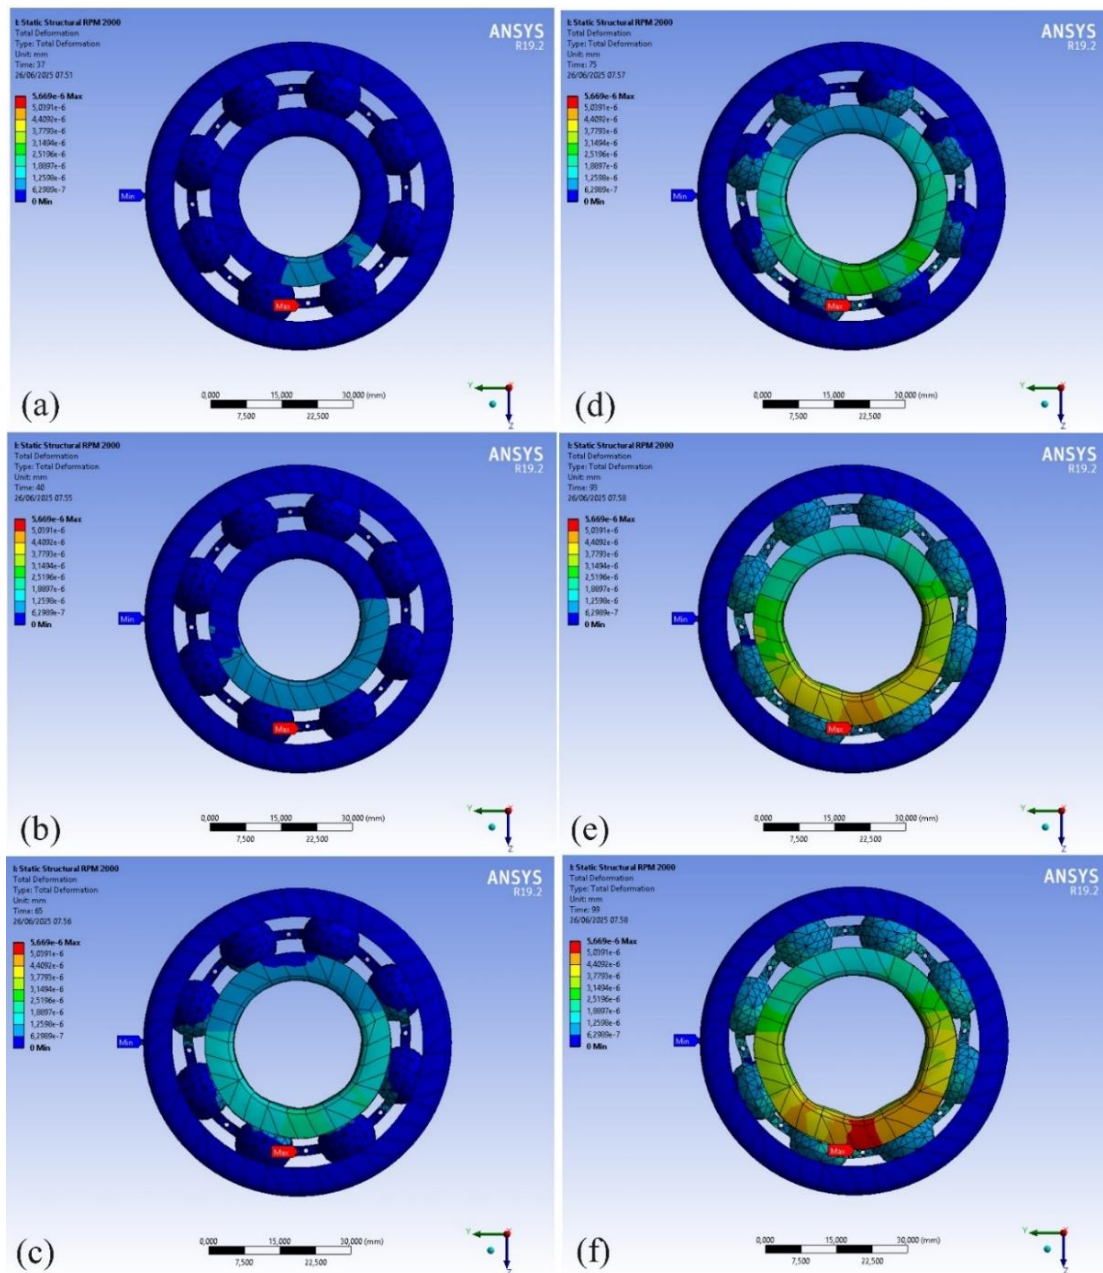 I: Static Structural RPM 2000
Total Deformation
Type: Total Deformation
Unit: mm
Time: 37
26/06/2025 07.51
ANSYS
R19.2
5,669e-6 Max
5,0391e-6
4,4092e-6
3,7793e-6
3,1494e-6
2,5196e-6
1,8897e-6
1,2598e-6
6,2989e-7
0 Min
Min
Max
0,000 15,000 30,000 (mm)
7,500 22,500
Y
X
Z
(a)
I: Static Structural RPM 2000
Total Deformation
Type: Total Deformation
Unit: mm
Time: 75
26/06/2025 07.57
ANSYS
R19.2
5,669e-6 Max
5,0391e-6
4,4092e-6
3,7793e-6
3,1494e-6
2,5196e-6
1,8897e-6
1,2598e-6
6,2989e-7
0 Min
Min
Max
0,000 15,000 30,000 (mm)
7,500 22,500
Y
X
Z
(d)
I: Static Structural RPM 2000
Total Deformation
Type: Total Deformation
Unit: mm
Time: 40
26/06/2025 07.55
ANSYS
R19.2
5,669e-6 Max
5,0391e-6
4,4092e-6
3,7793e-6
3,1494e-6
2,5196e-6
1,8897e-6
1,2598e-6
6,2989e-7
0 Min
Min
Max
0,000 15,000 30,000 (mm)
7,500 22,500
Y
X
Z
(b)
I: Static Structural RPM 2000
Total Deformation
Type: Total Deformation
Unit: mm
Time: 93
26/06/2025 07.58
ANSYS
R19.2
5,669e-6 Max
5,0391e-6
4,4092e-6
3,7793e-6
3,1494e-6
2,5196e-6
1,8897e-6
1,2598e-6
6,2989e-7
0 Min
Min
Max
0,000 15,000 30,000 (mm)
7,500 22,500
Y
X
Z
(e)
I: Static Structural RPM 2000
Total Deformation
Type: Total Deformation
Unit: mm
Time: 65
26/06/2025 07.56
ANSYS
R19.2
5,669e-6 Max
5,0391e-6
4,4092e-6
3,7793e-6
3,1494e-6
2,5196e-6
1,8897e-6
1,2598e-6
6,2989e-7
0 Min
Min
Max
0,000 15,000 30,000 (mm)
7,500 22,500
Y
X
Z
(c)
I: Static Structural RPM 2000
Total Deformation
Type: Total Deformation
Unit: mm
Time: 99
26/06/2025 07.58
ANSYS
R19.2
5,669e-6 Max
5,0391e-6
4,4092e-6
3,7793e-6
3,1494e-6
2,5196e-6
1,8897e-6
1,2598e-6
6,2989e-7
0 Min
Min
Max
0,000 15,000 30,000 (mm)
7,500 22,500
Y
X
Z
(f)